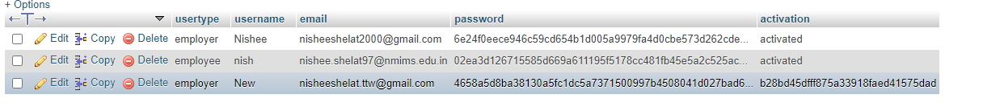 + Options
usertype username email password activation
Edit Copy Delete employer Nishee nisheeshelat2000@gmail.com 6e24f0eece946c59cd654b1d005a9979fa4d0cbe573d262cde... activated
Edit Copy Delete employee nish nishee.shelat97@nmims.edu.in 02ea3d126715585d669a611195f5178cc481fb45e5a2c525ac... activated
Edit Copy Delete employer New nisheeshelat.ttw@gmail.com 4658a5d8ba38130a5fc1dc5a7371500997b4508041d027bad6... b28bd45dfff875a33918faed41575dad